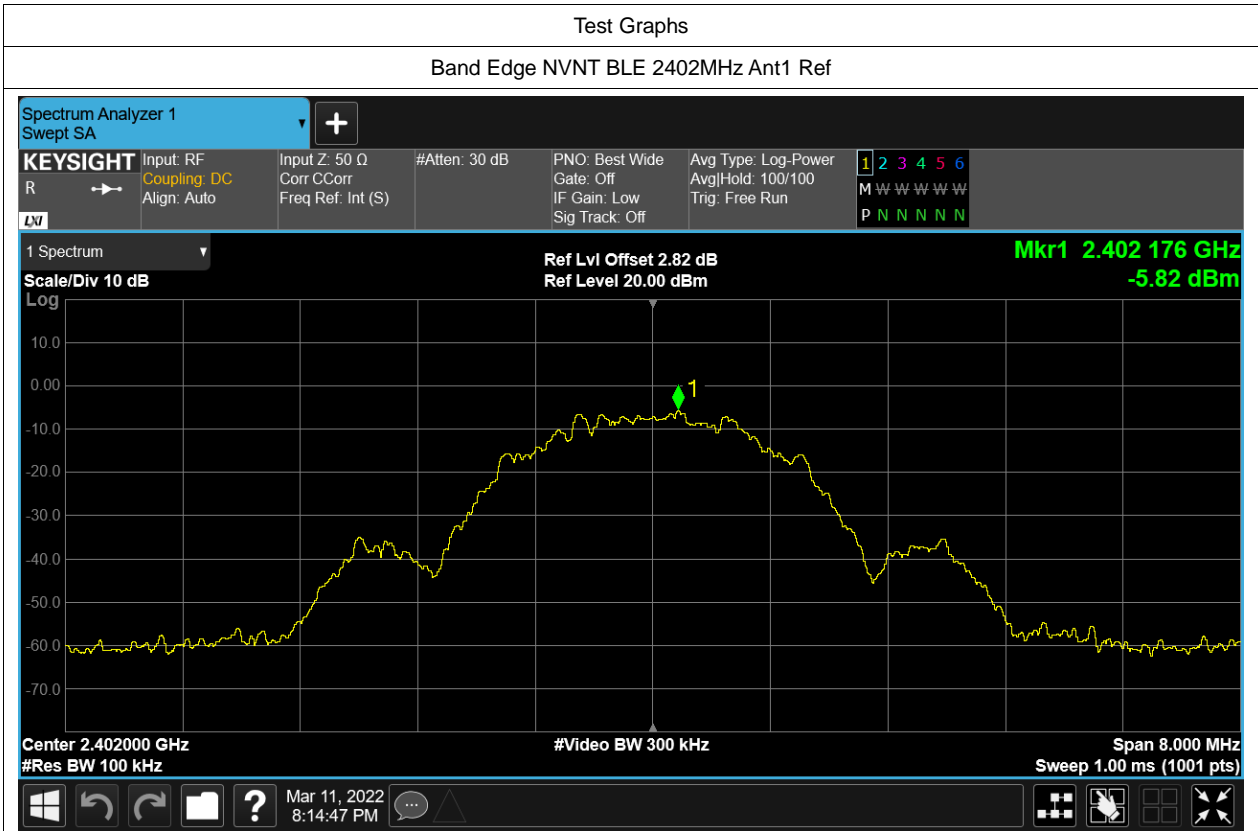 Test Graphs
Band Edge NVNT BLE 2402MHz Ant1 Ref
Spectrum Analyzer 1
Swept SA
+
KEYSIGHT
R
LXI
Input: RF
Coupling: DC
Align: Auto
Input Z: 50 Ω
Corr CCorr
Freq Ref: Int (S)
#Atten: 30 dB
PNO: Best Wide
Gate: Off
IF Gain: Low
Sig Track: Off
Avg Type: Log-Power
Avg|Hold: 100/100
Trig: Free Run
1 2 3 4 5 6
M W W W W W
P N N N N N
1 Spectrum
Scale/Div 10 dB
Log
Ref Lvl Offset 2.82 dB
Ref Level 20.00 dBm
Mkr1 2.402 176 GHz
-5.82 dBm
10.0
0.00
-10.0
-20.0
-30.0
-40.0
-50.0
-60.0
-70.0
1
Center 2.402000 GHz
#Res BW 100 kHz
#Video BW 300 kHz
Span 8.000 MHz
Sweep 1.00 ms (1001 pts)
?
Mar 11, 2022
8:14:47 PM